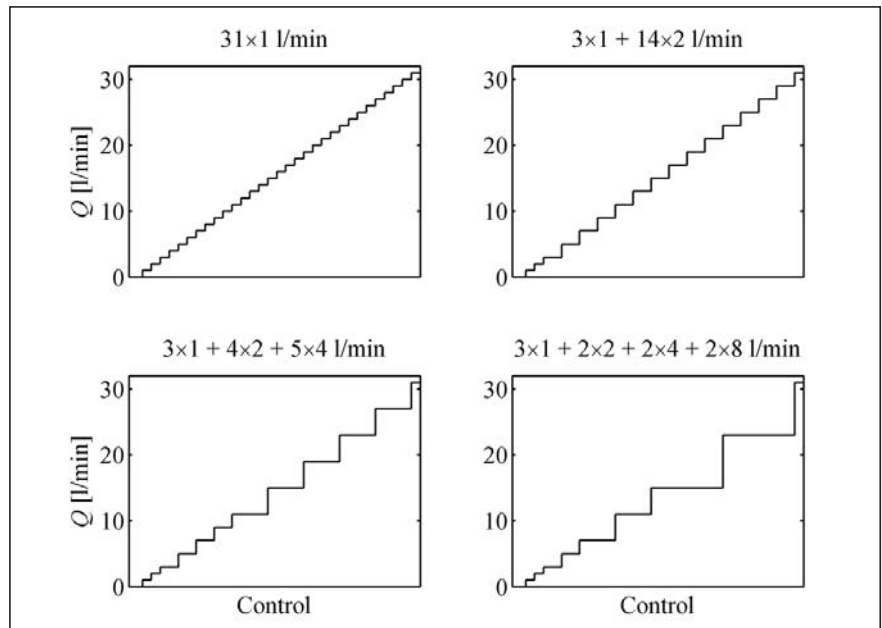 31×1 l/min
3×1 + 14×2 l/min
Q [l/min]
30
20
10
0
30
20
10
0
3×1 + 4×2 + 5×4 l/min
3×1 + 2×2 + 2×4 + 2×8 l/min
Q [l/min]
30
20
10
0
30
20
10
0
Control
Control